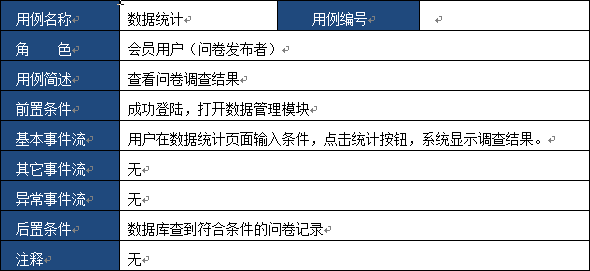 用例名称 数据统计 用例编号
角 色 会员用户（问卷发布者）
用例简述 查看问卷调查结果
前置条件 成功登陆，打开数据管理模块
基本事件流 用户在数据统计页面输入条件，点击统计按钮，系统显示调查结果。
其它事件流 无
异常事件流 无
后置条件 数据库查到符合条件的问卷记录
注释 无